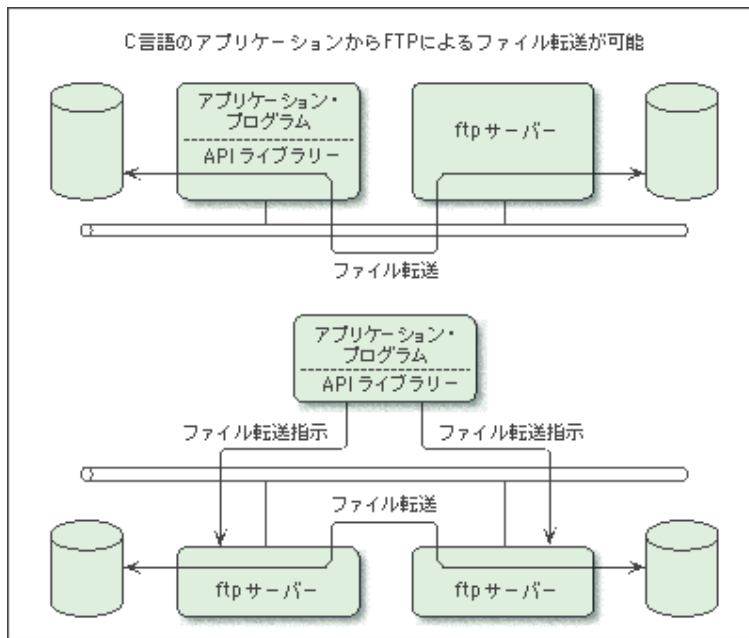 C言語のアプリケーションからFTPによるファイル転送が可能
アプリケーション・
プログラム
APIライブラリー
ftpサーバー
ファイル転送
アプリケーション・
プログラム
APIライブラリー
ファイル転送指示
ファイル転送指示
ファイル転送
ftpサーバー
ftpサーバー